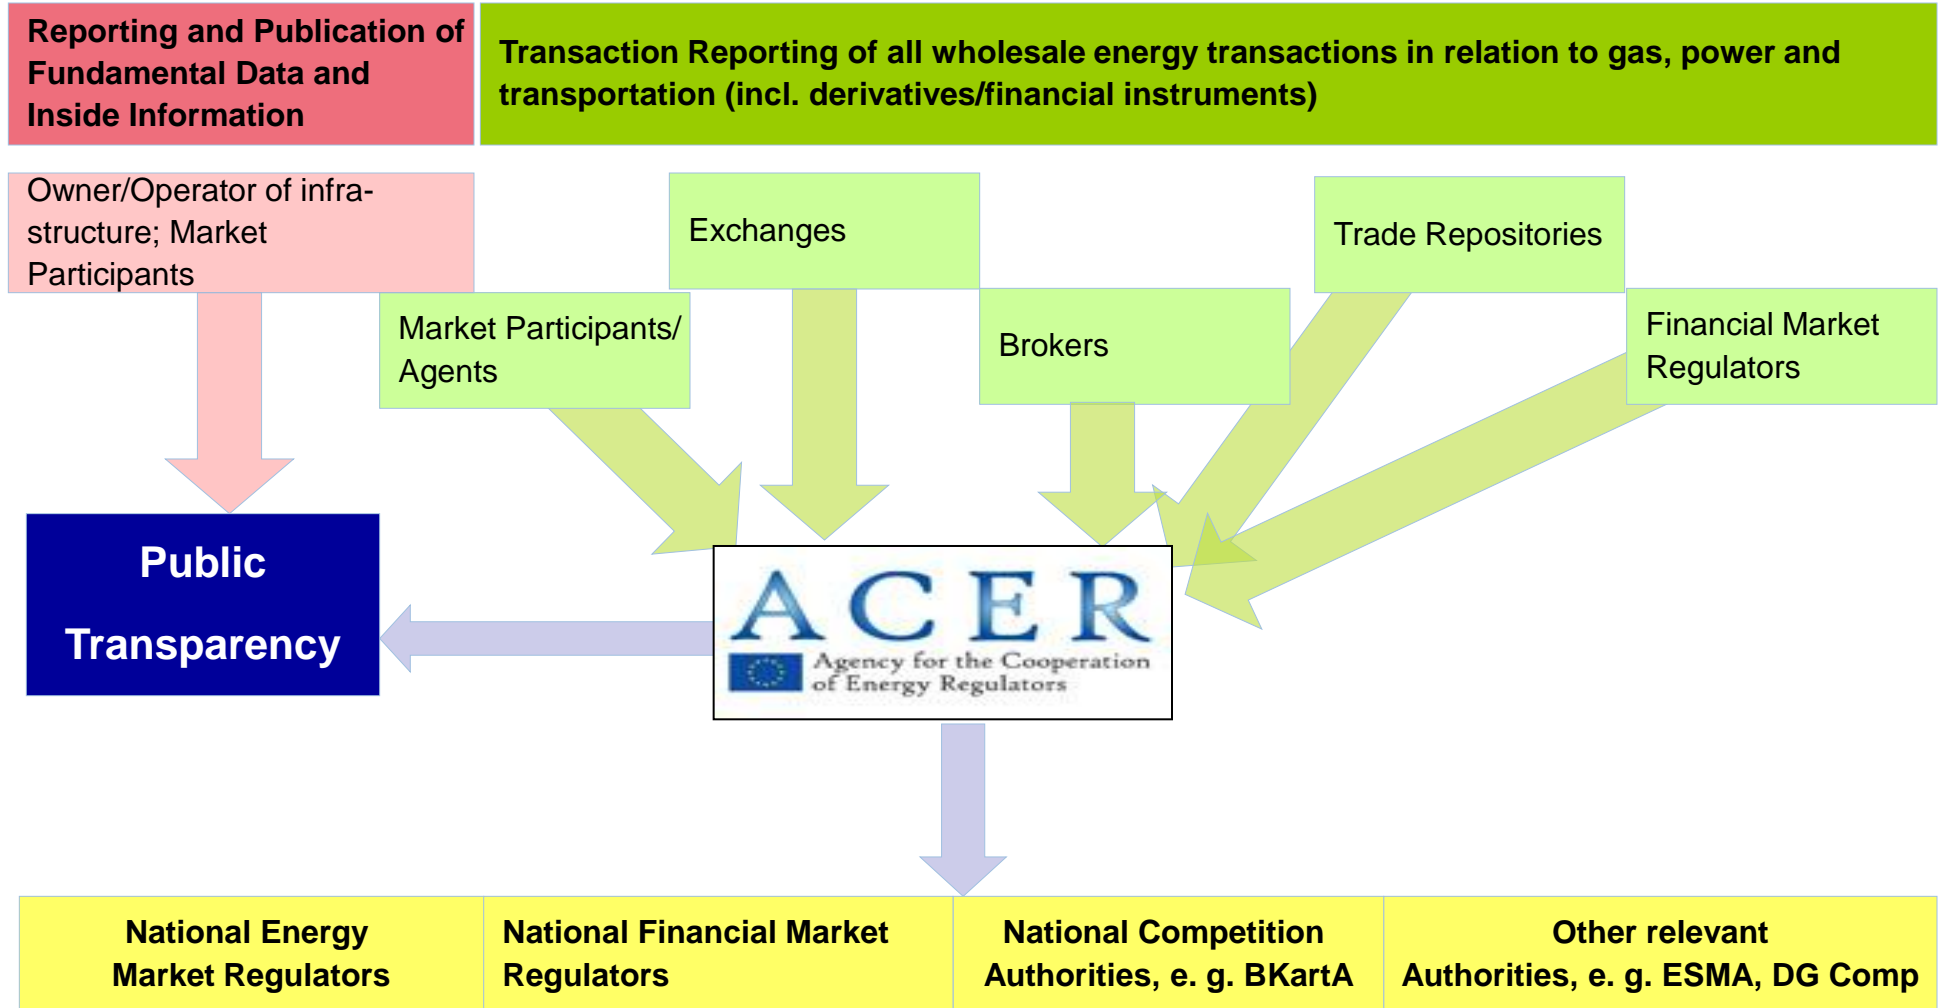 Reporting and Publication of
Fundamental Data and
Inside Information
Transaction Reporting of all wholesale energy transactions in relation to gas, power and
transportation (incl. derivatives/financial instruments)
Owner/Operator of infra-
structure; Market
Participants
Exchanges
Trade Repositories
Market Participants/
Agents
Brokers
Financial Market
Regulators
Public
Transparency
ACER
Agency for the Cooperation
of Energy Regulators
National Energy
Market Regulators
National Financial Market
Regulators
National Competition
Authorities, e. g. BKartA
Other relevant
Authorities, e. g. ESMA, DG Comp